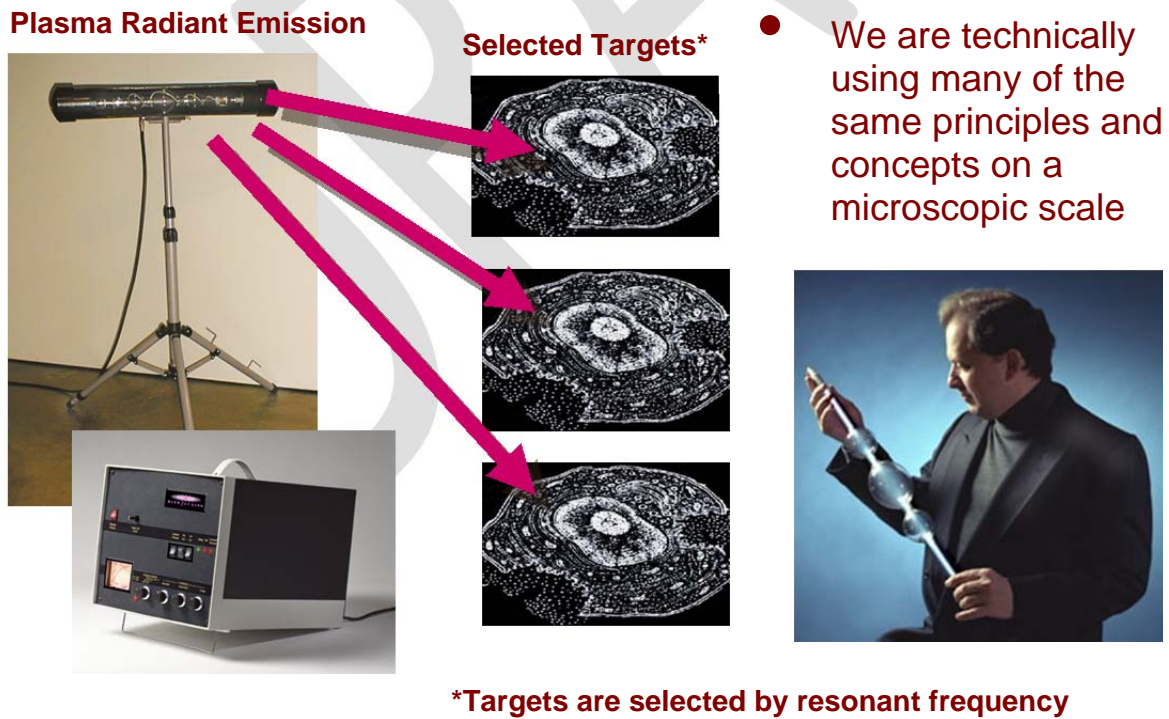 Plasma Radiant Emission
Selected Targets*
• We are technically
using many of the
same principles and
concepts on a
microscopic scale
*Targets are selected by resonant frequency